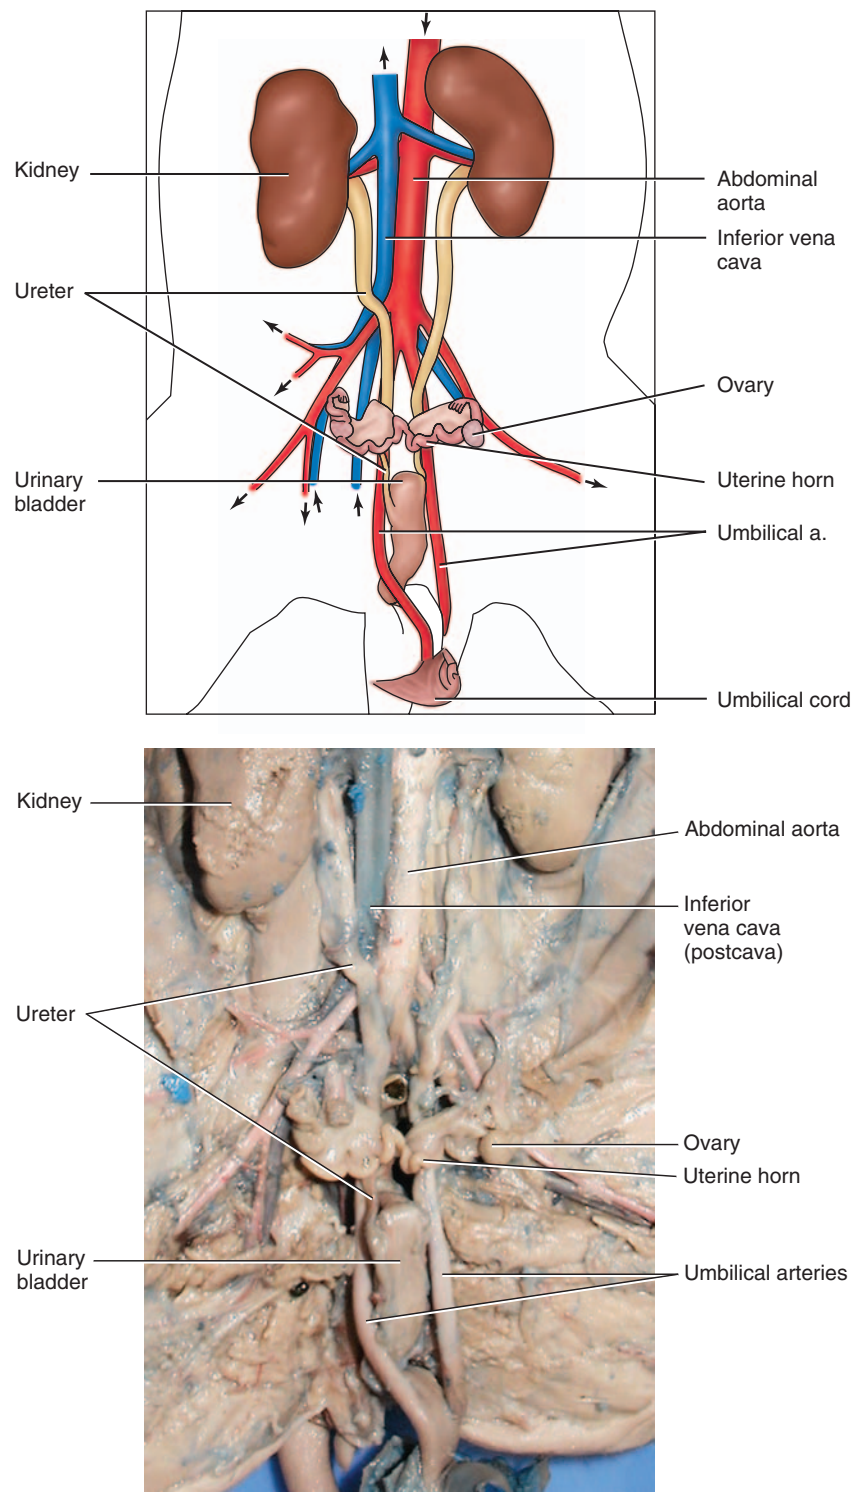 Kidney
Abdominal
aorta
Inferior vena
cava
Ureter
Ovary
Urinary
bladder
Uterine horn
Umbilical a.
Umbilical cord
Kidney
Abdominal aorta
Inferior
vena cava
(postcava)
Ureter
Ovary
Uterine horn
Urinary
bladder
Umbilical arteries